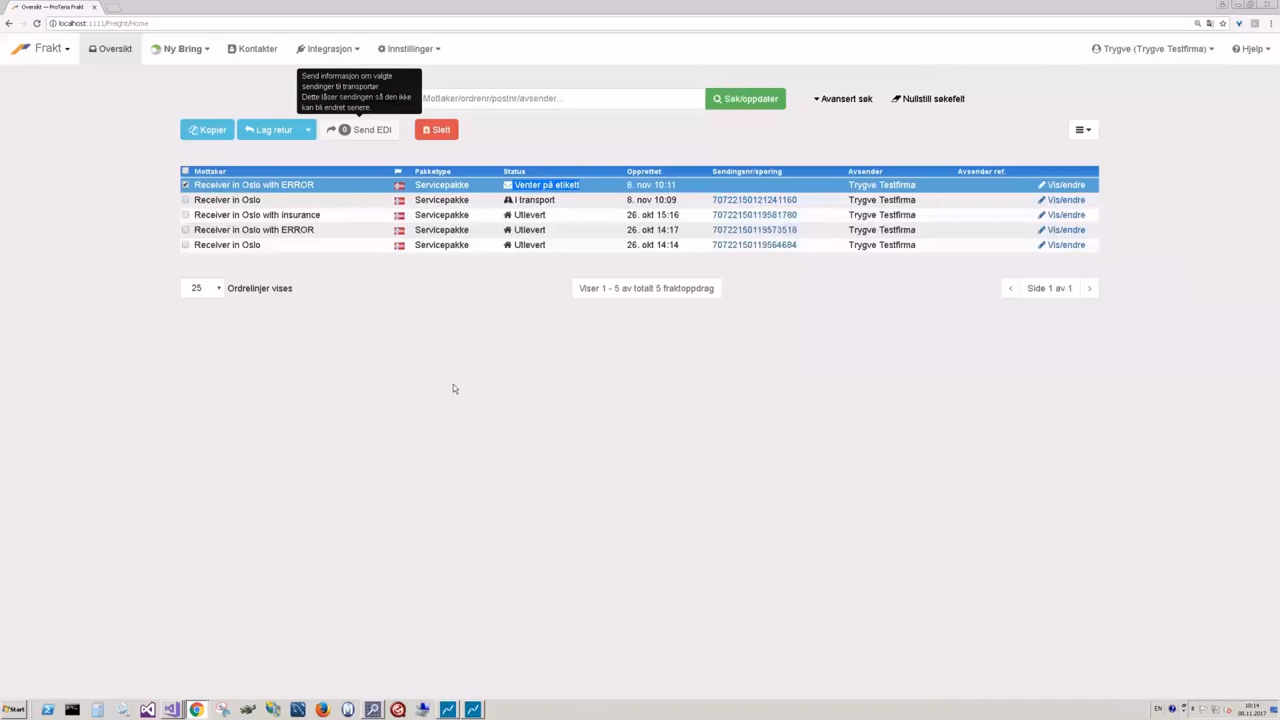 Oversikt — ProTeria Frakt
localhost:1111/Freight/Home
Frakt Oversikt Ny Bring Kontakter Integrasjon Innstillinger Trygve (Trygve Testfirma) Hjelp
Send informasjon om valgte
sendinger til transportør
Dette låser sendingen så den ikke
kan bli endret senere.
Mottaker/ordrenr/postnr/avsender... Søk/oppdater Avansert søk Nullstill søkefelt
Kopier Lag retur 0 Send EDI Slett
Mottaker Pakketype Status Opprettet Sendingsnr/sporing Avsender Avsender ref.
Receiver in Oslo with ERROR Servicepakke Venter på etikett 8. nov 10:11 Trygve Testfirma Vis/endre
Receiver in Oslo Servicepakke I transport 8. nov 10:09 70722150121241160 Trygve Testfirma Vis/endre
Receiver in Oslo with insurance Servicepakke Utlevert 26. okt 15:16 70722150119581780 Trygve Testfirma Vis/endre
Receiver in Oslo with ERROR Servicepakke Utlevert 26. okt 14:17 70722150119573518 Trygve Testfirma Vis/endre
Receiver in Oslo Servicepakke Utlevert 26. okt 14:14 70722150119564684 Trygve Testfirma Vis/endre
25 Ordrelinjer vises Viser 1 - 5 av totalt 5 fraktoppdrag ‹ Side 1 av 1 ›
Start EN 10:14
08.11.2017